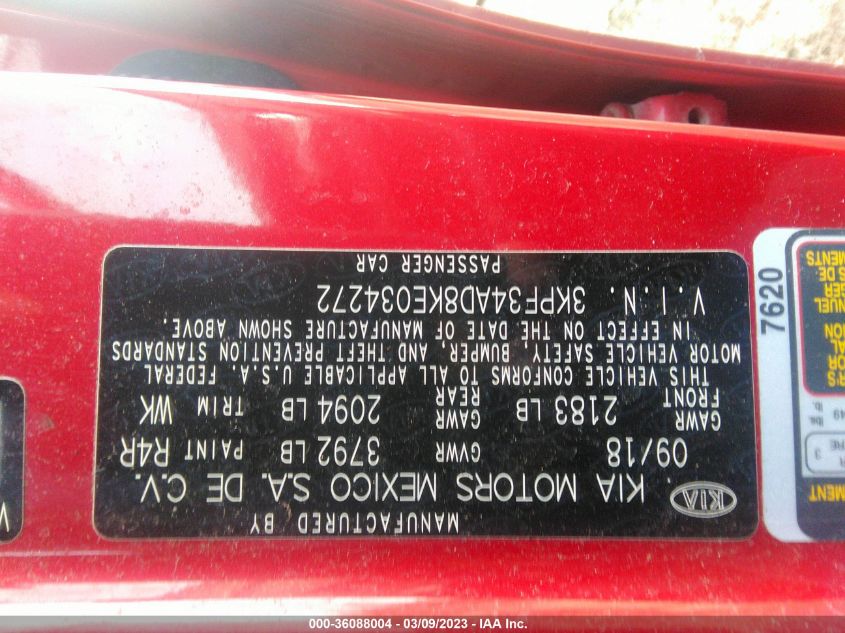 MANUFACTURED BY
KIA KIA MOTORS MEXICO S.A. DE C.V.
09/18 GVWR 3792 LB PAINT R4R
GAWR FRONT 2183 LB GAWR REAR 2094 LB TRIM WK
THIS VEHICLE CONFORMS TO ALL APPLICABLE U.S.A. FEDERAL
MOTOR VEHICLE SAFETY, BUMPER, AND THEFT PREVENTION STANDARDS
IN EFFECT ON THE DATE OF MANUFACTURE SHOWN ABOVE.
V.I.N. 3KPF34AD8KE034272
PASSENGER CAR
7620
000-36088004 - 03/09/2023 - IAA Inc.